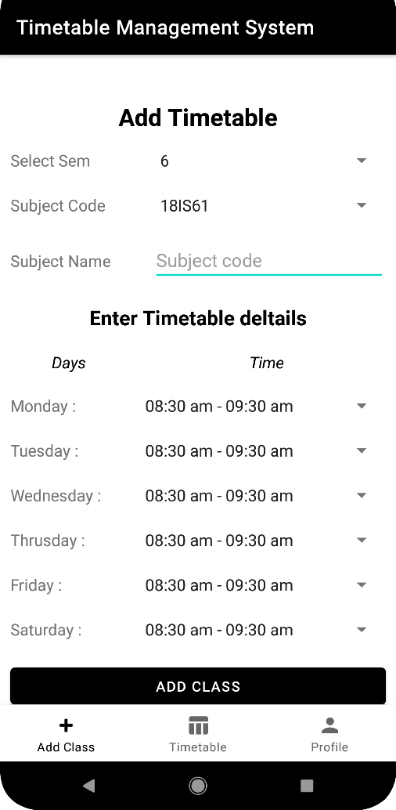 Timetable Management System
Add Timetable
Select Sem 6
Subject Code 18IS61
Subject Name Subject code
Enter Timetable deltails
Days Time
Monday : 08:30 am - 09:30 am
Tuesday : 08:30 am - 09:30 am
Wednesday : 08:30 am - 09:30 am
Thrusday : 08:30 am - 09:30 am
Friday : 08:30 am - 09:30 am
Saturday : 08:30 am - 09:30 am
ADD CLASS
Add Class Timetable Profile